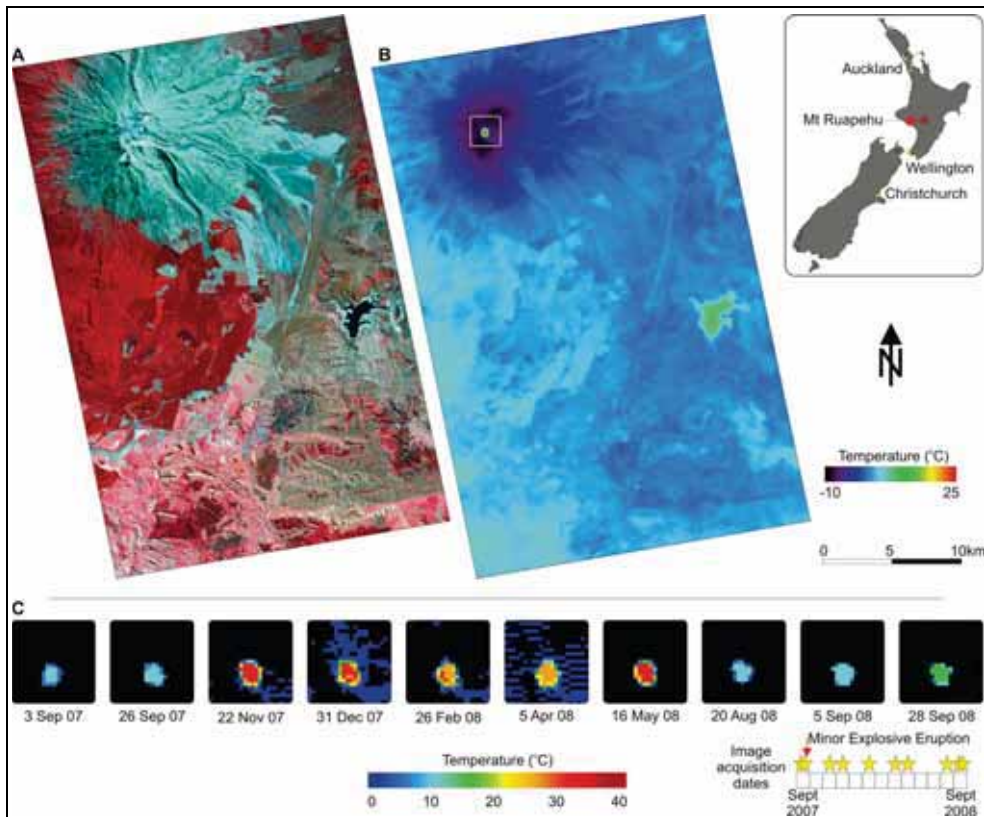 A
B
Auckland
Mt Ruapehu
Wellington
Christchurch
N
Temperature (°C)
-10 25
0 5 10km
C
3 Sep 07 26 Sep 07 22 Nov 07 31 Dec 07 26 Feb 08 5 Apr 08 16 May 08 20 Aug 08 5 Sep 08 28 Sep 08
Temperature (°C)
0 10 20 30 40
Minor Explosive Eruption
Image
acquisition
dates
Sept Sept
2007 2008